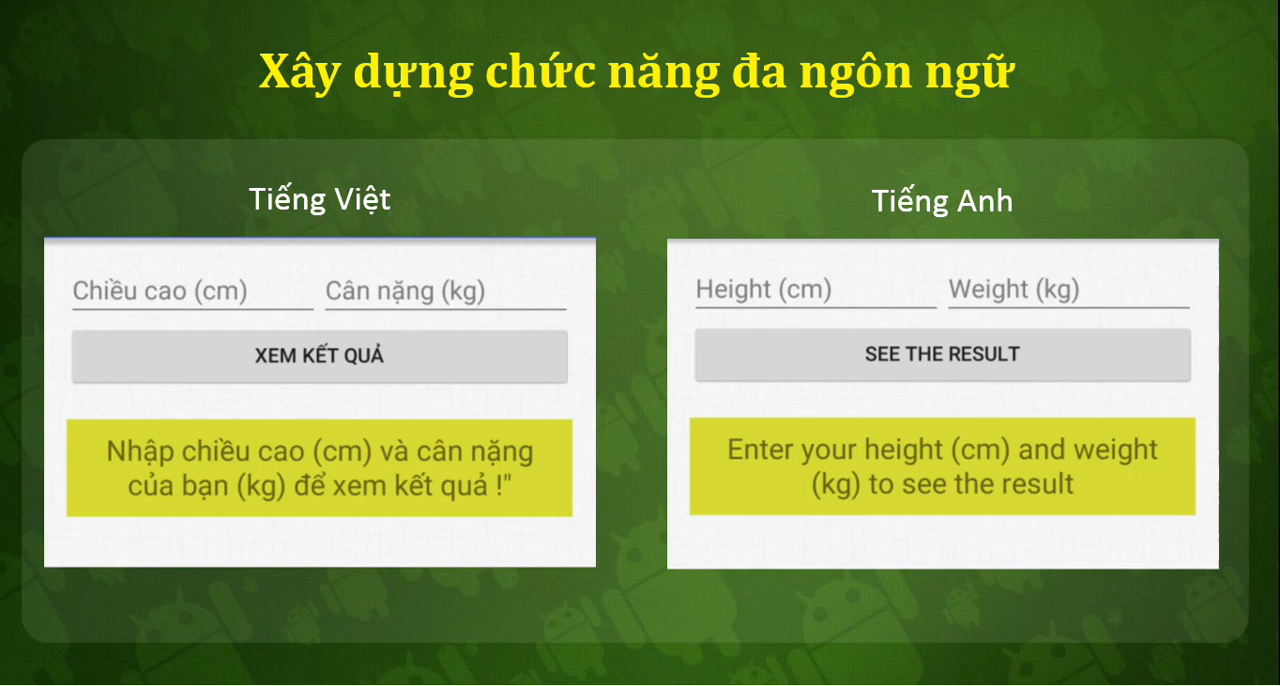 Xây dựng chức năng đa ngôn ngữ
Tiếng Việt
Chiều cao (cm)
Cân nặng (kg)
XEM KẾT QUẢ
Nhập chiều cao (cm) và cân nặng
của bạn (kg) để xem kết quả !"
Tiếng Anh
Height (cm)
Weight (kg)
SEE THE RESULT
Enter your height (cm) and weight
(kg) to see the result